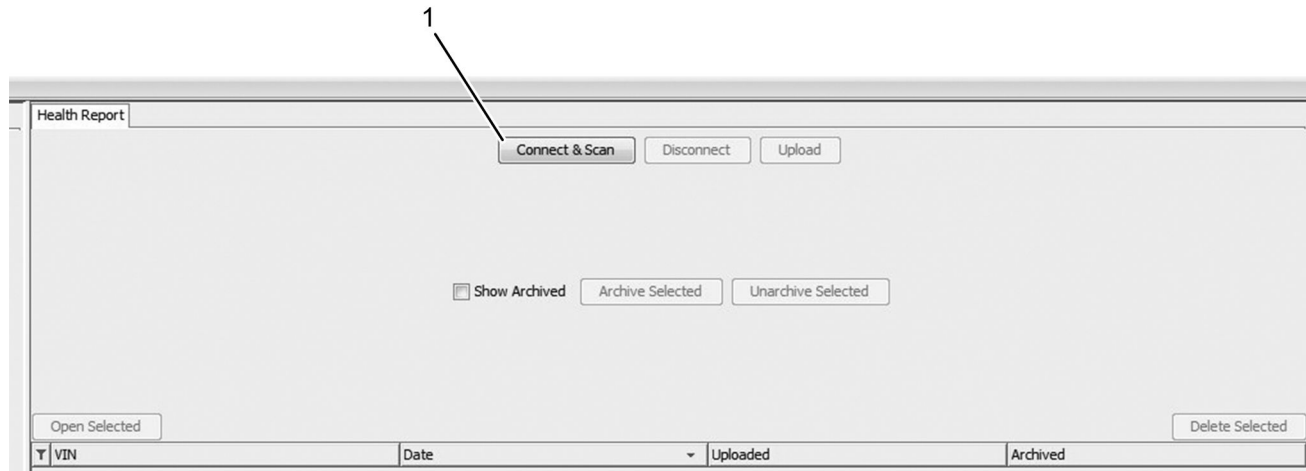 1
Health Report
Connect & Scan Disconnect Upload
Show Archived Archive Selected Unarchive Selected
Open Selected Delete Selected
VIN Date Uploaded Archived